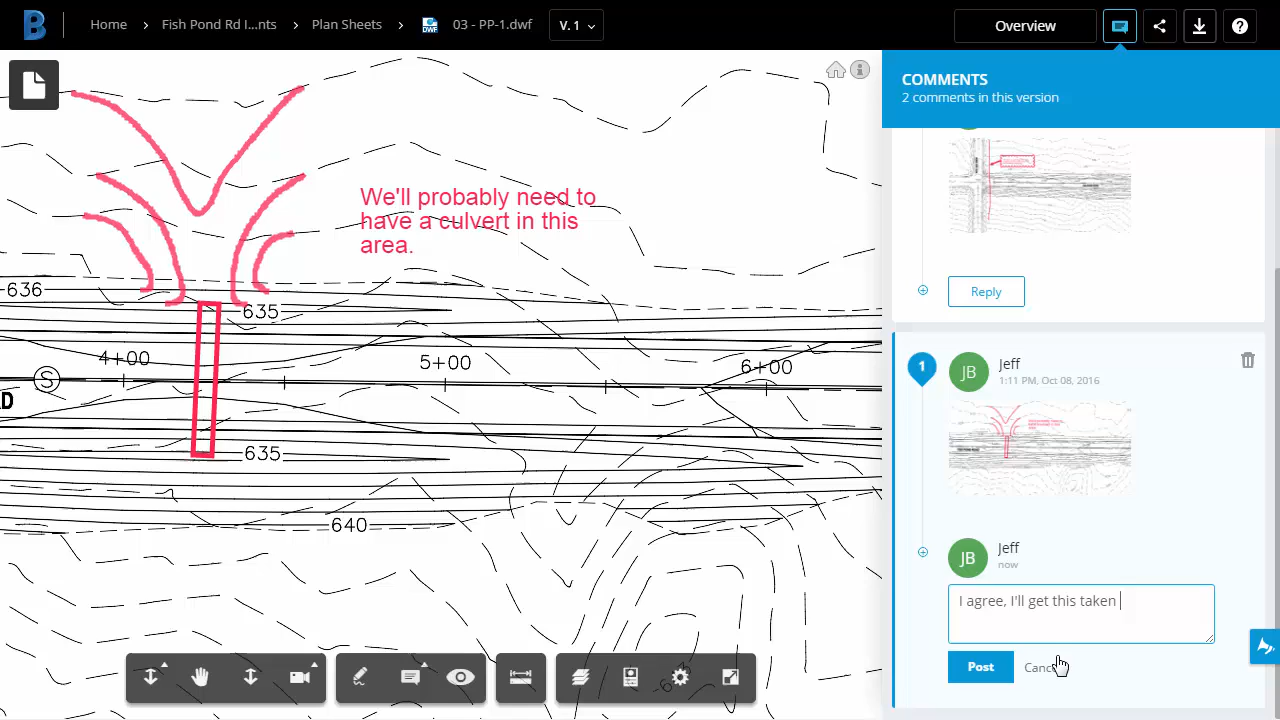 Home
Fish Pond Rd I...nts
Plan Sheets
DWF
03 - PP-1.dwf
V. 1
Overview
COMMENTS
2 comments in this version
We'll probably need to
have a culvert in this
area.
636
635
4+00
5+00
6+00
S
D
635
640
Reply
1
JB
Jeff
1:11 PM, Oct 08, 2016
JB
Jeff
now
I agree, I'll get this taken
Post